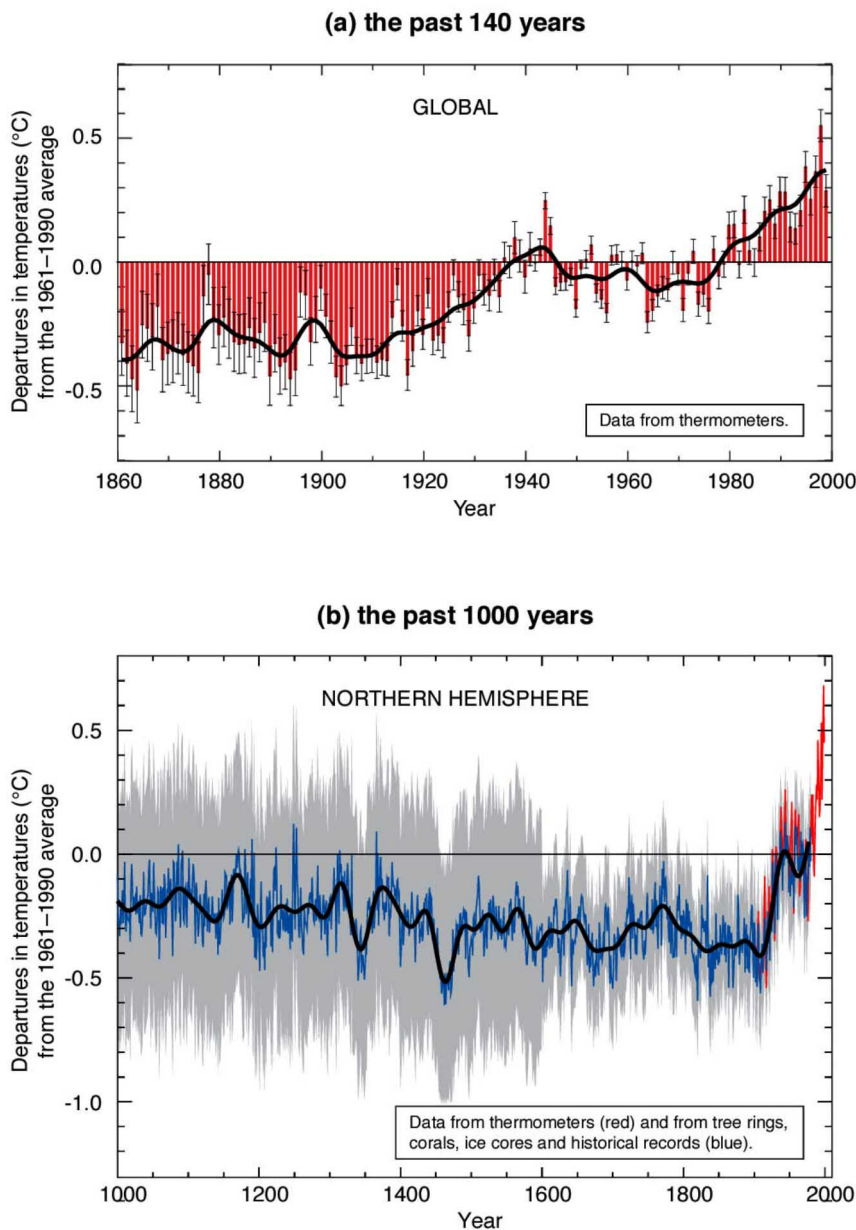 (a) the past 140 years
GLOBAL
Departures in temperatures (°C)
from the 1961–1990 average
0.5
0.0
-0.5
Data from thermometers.
1860 1880 1900 1920 1940 1960 1980 2000
Year
(b) the past 1000 years
NORTHERN HEMISPHERE
Departures in temperatures (°C)
from the 1961–1990 average
0.5
0.0
-0.5
-1.0
Data from thermometers (red) and from tree rings,
corals, ice cores and historical records (blue).
1000 1200 1400 1600 1800 2000
Year